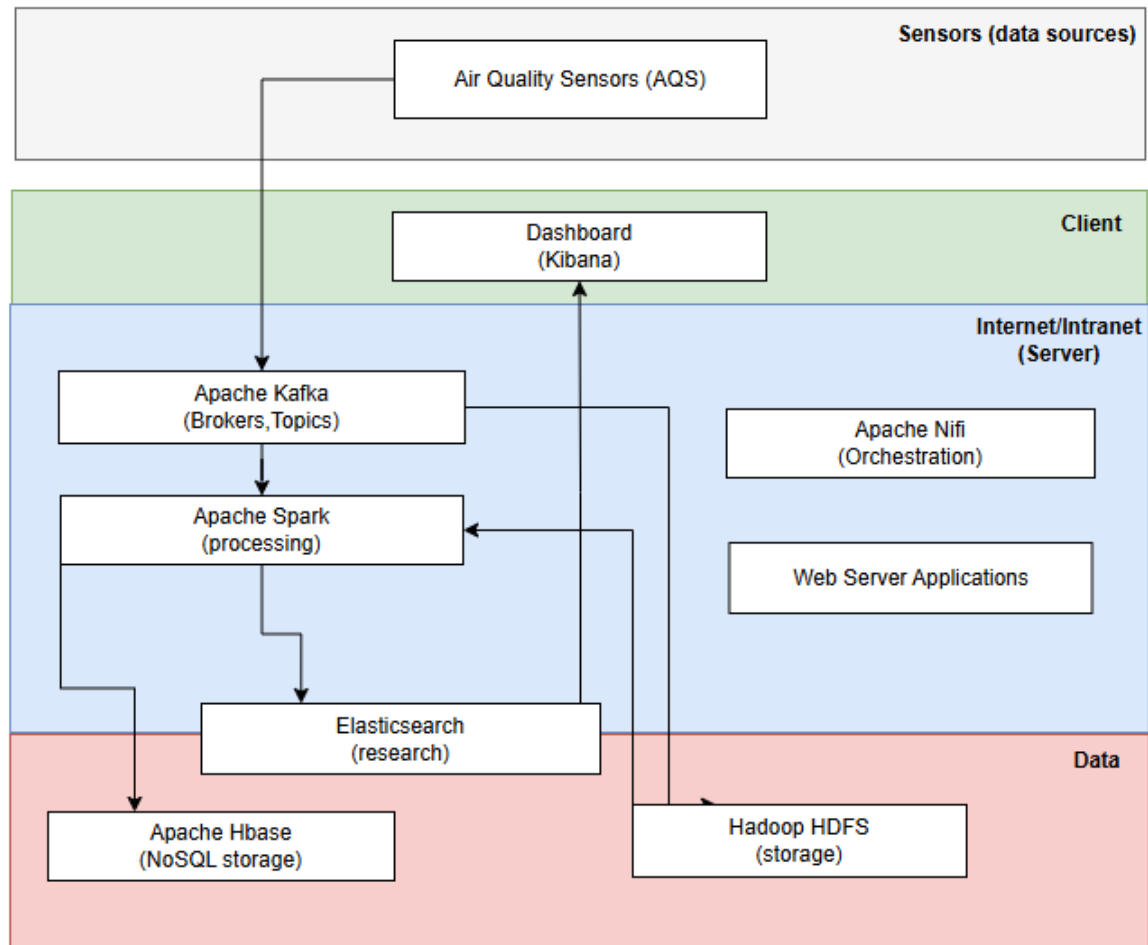 Sensors (data sources)
Air Quality Sensors (AQS)
Client
Dashboard
(Kibana)
Internet/Intranet
(Server)
Apache Kafka
(Brokers,Topics)
Apache Nifi
(Orchestration)
Apache Spark
(processing)
Web Server Applications
Elasticsearch
(research)
Data
Apache Hbase
(NoSQL storage)
Hadoop HDFS
(storage)